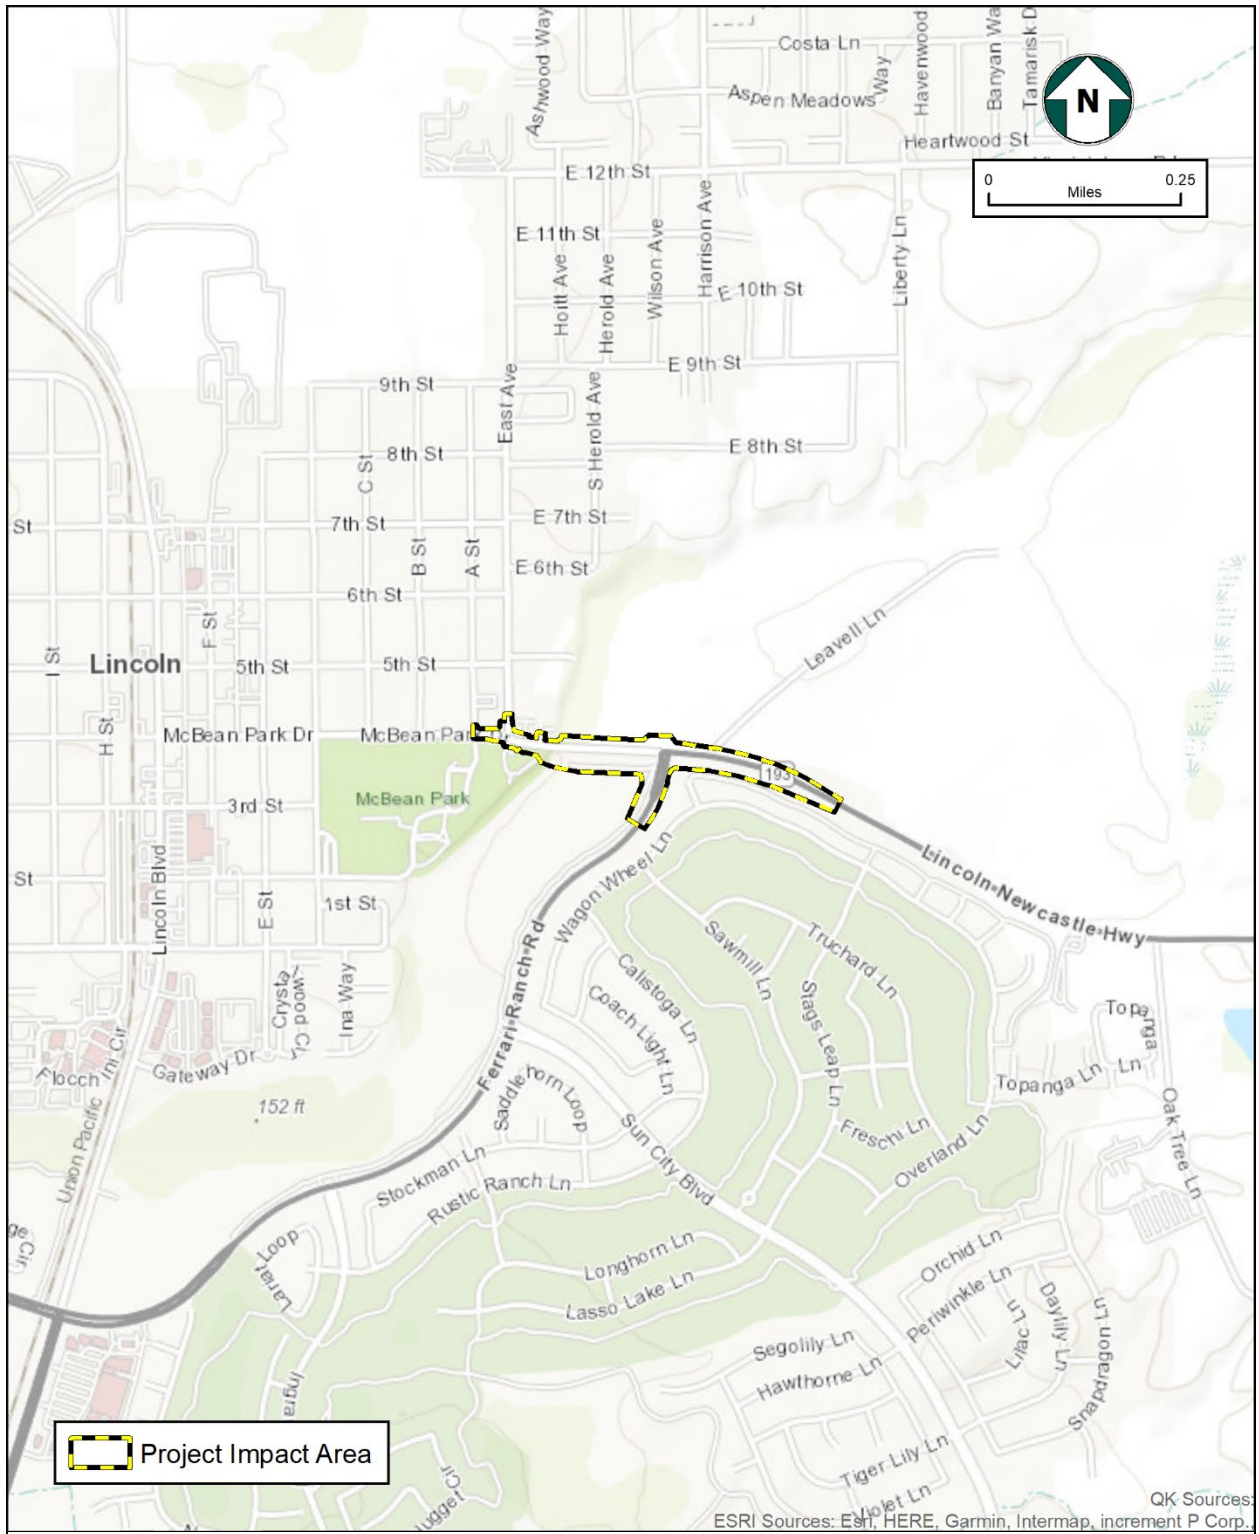 Costa Ln
Ashwood Way
Way
Havenwood
Banyan Wa
Tamarisk D
Aspen Meadows
N
Heartwood St
0
0.25
Miles
E 12th St
E 11th St
Hoitt Ave
Herold Ave
Wilson Ave
Harrison Ave
E 10th St
Liberty Ln
E 9th St
9th St
East Ave
S Herold Ave
E 8th St
8th St
C St
7th St
E 7th St
St
B St
A St
E 6th St
6th St
F St
I St
Lincoln
5th St
5th St
Leavell Ln
H St
McBean Park Dr
McBean Par
193
McBean Park
3rd St
St
Lincoln Blvd
E St
1st St
Wagon Wheel Ln
Lincoln-Newcastle-Hwy
Ferrari Ranch Rd
Sawmill Ln
Truchard Ln
Calistoga Ln
Coach Light Ln
Stags Leap Ln
Crysta
wood Cir
Ina Way
Topanga
Ln
Topanga Ln
Flocch
ini Cir
Gateway Dr
152 ft
Saddlehorn Loop
Union Pacific
Sun City Blvd
Freschi Ln
Overland Ln
Oak Tree Ln
Stockman Ln
Rustic Ranch Ln
ge Cir
Lariat Loop
Longhorn Ln
Lasso Lake Ln
Orchid Ln
Periwinkle Ln
Lilac Ln
Daylily Ln
Snapdragon Ln
Segolily Ln
Hawthorne Ln
Ingra
Project Impact Area
Tiger Lily Ln
Violet Ln
ugget Cir
QK Sources:
ESRI Sources: Esri, HERE, Garmin, Intermap, increment P Corp.,